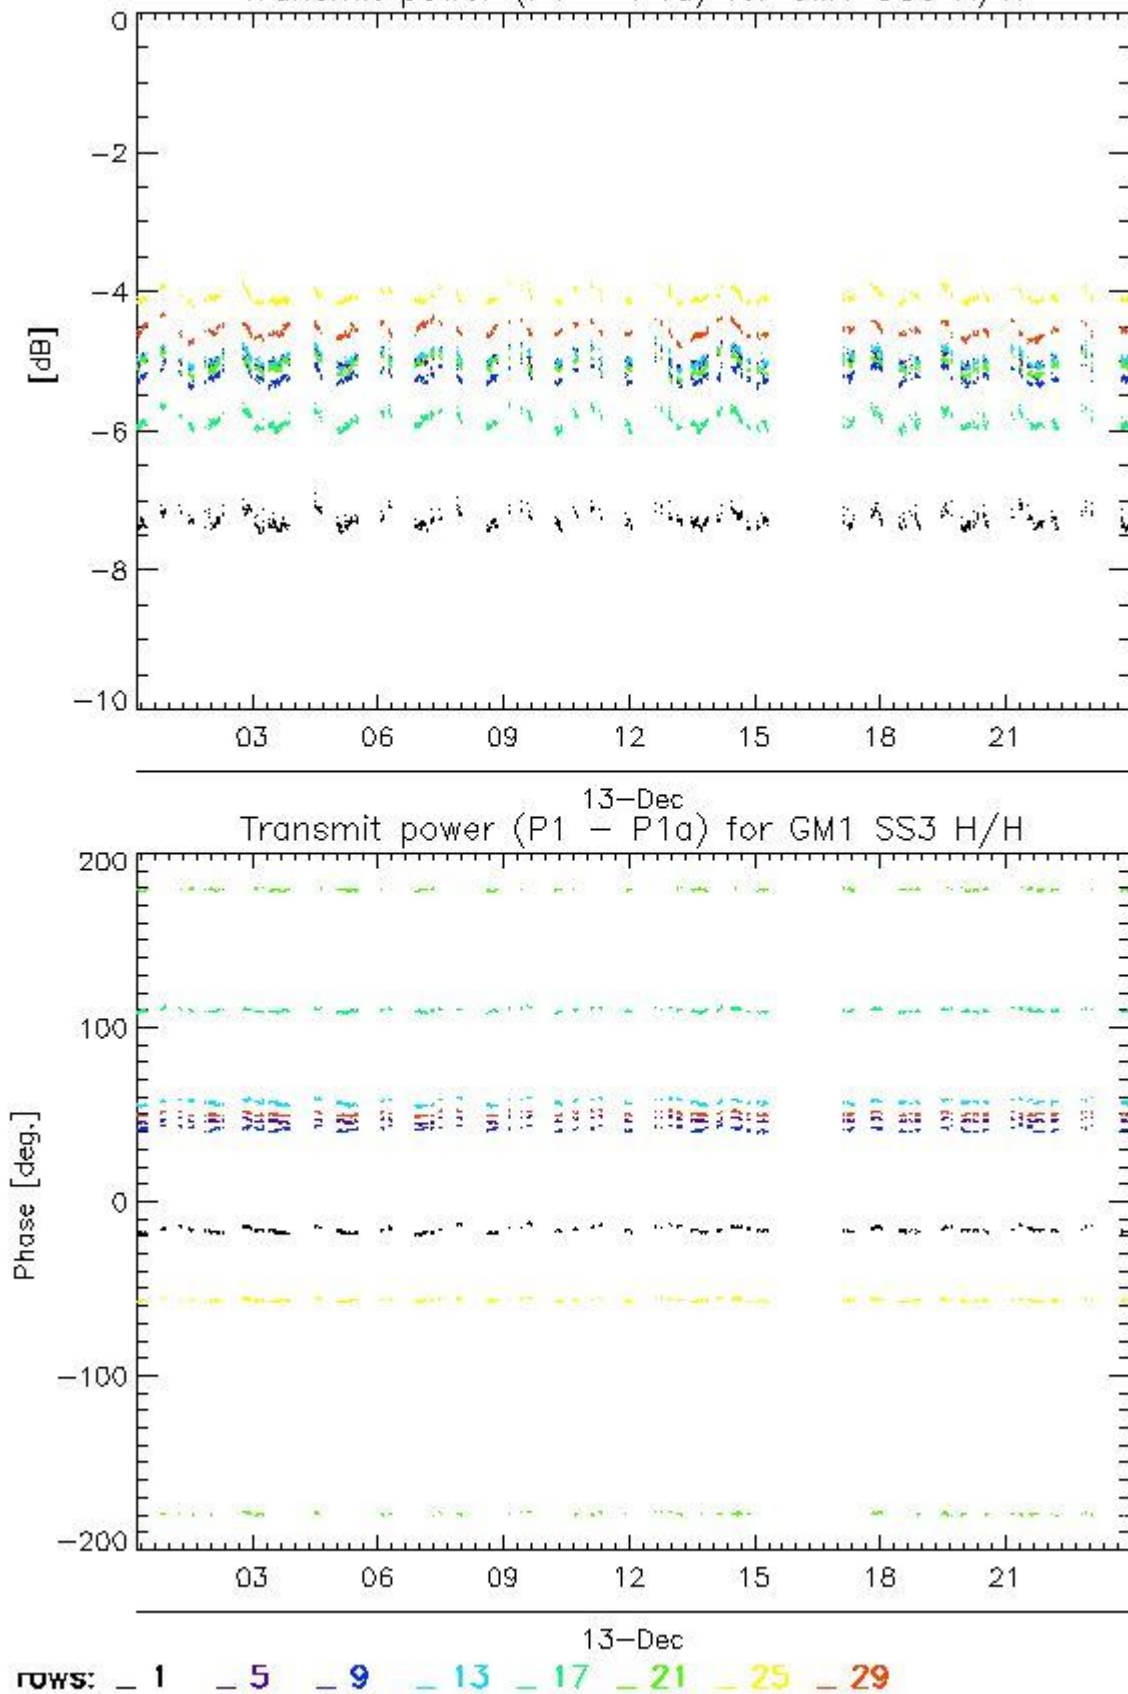 0
-2
-4
[dB]
-6
-8
-10
03 06 09 12 15 18 21
13-Dec
Transmit power (P1 - P1a) for GM1 SS3 H/H
200
100
0
Phase [deg.]
-100
-200
03 06 09 12 15 18 21
13-Dec
rows: _ 1 _ 5 _ 9 _ 13 _ 17 _ 21 _ 25 _ 29